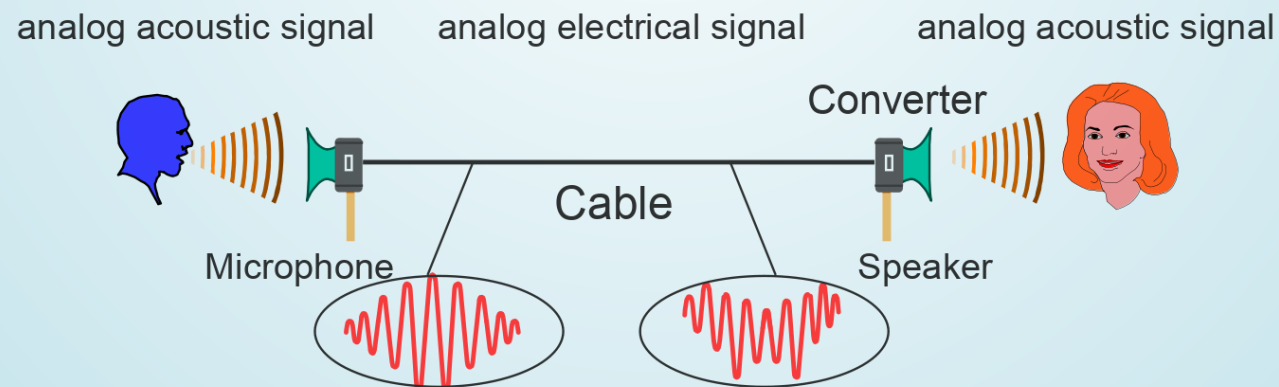 analog acoustic signal
analog electrical signal
analog acoustic signal
Converter
Cable
Microphone
Speaker